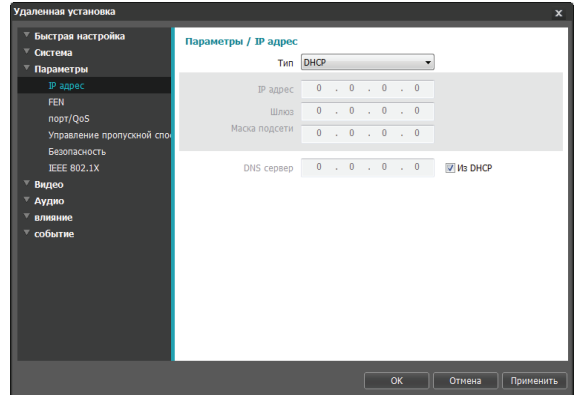 Удаленная установка
x
Быстрая настройка
Система
Параметры
IP адрес
FEN
порт/QoS
Управление пропускной спо
Безопасность
IEEE 802.1X
Видео
Аудио
влияние
событие
Параметры / IP адрес
Тип DHCP
IP адрес 0 . 0 . 0 . 0
Шлюз 0 . 0 . 0 . 0
Маска подсети 0 . 0 . 0 . 0
DNS сервер 0 . 0 . 0 . 0 Из DHCP
OK Отмена Применить